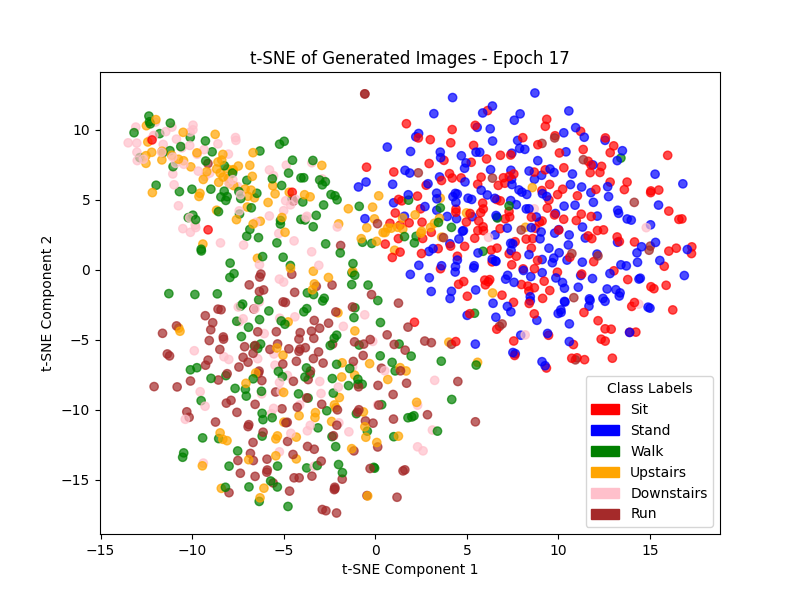 t-SNE of Generated Images - Epoch 17
t-SNE Component 2
10
5
0
−5
−10
−15
−15
−10
−5
0
5
10
15
t-SNE Component 1
Class Labels
Sit
Stand
Walk
Upstairs
Downstairs
Run